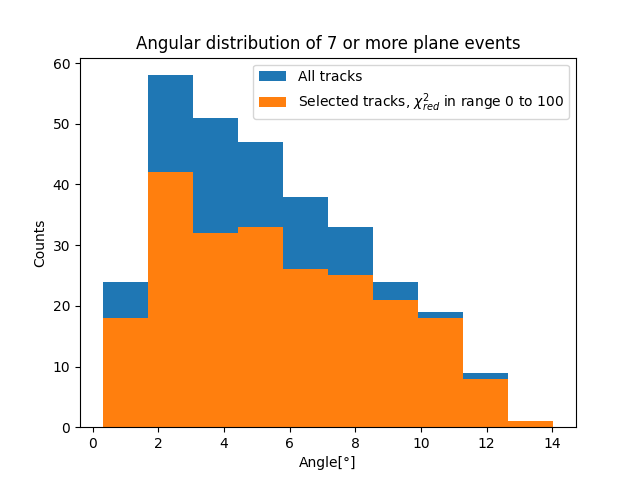 Angular distribution of 7 or more plane events
All tracks
Selected tracks, χ²_red in range 0 to 100
60
50
40
30
20
10
0
Counts
0 2 4 6 8 10 12 14
Angle[°]